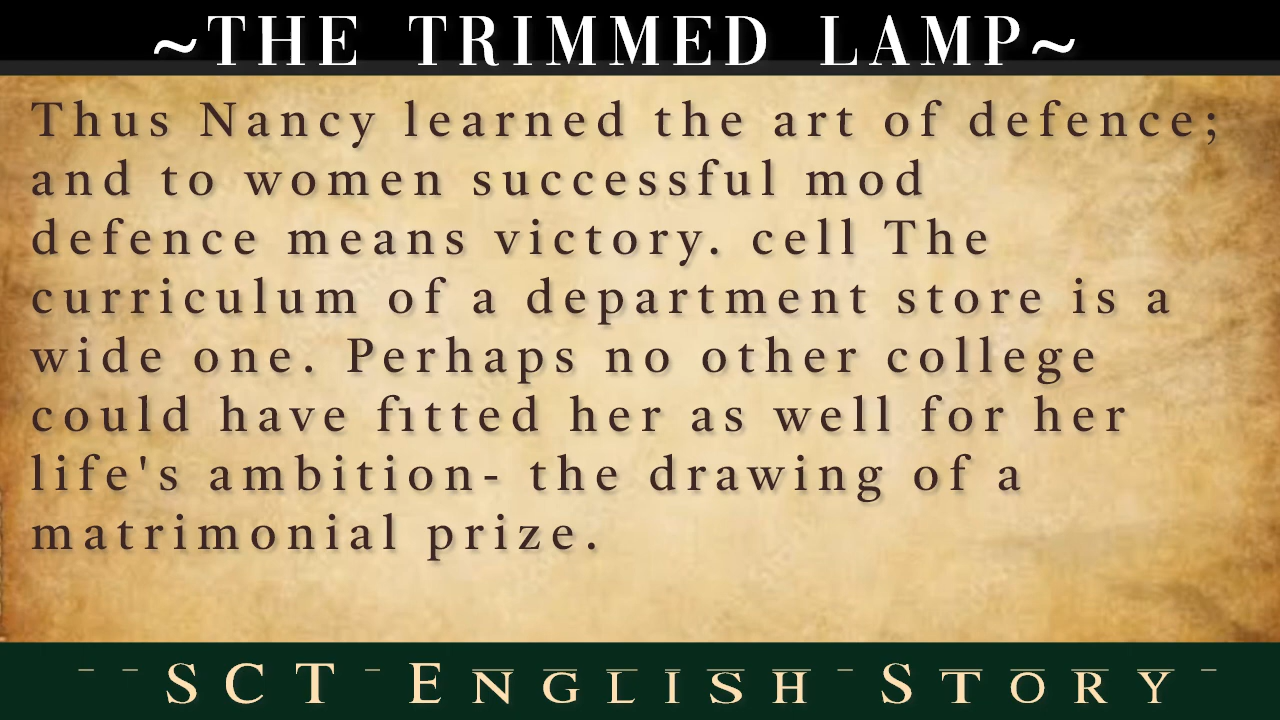 ~THE TRIMMED LAMP~
Thus Nancy learned the art of defence;
and to women successful mod
defence means victory. cell The
curriculum of a department store is a
wide one. Perhaps no other college
could have fitted her as well for her
life's ambition- the drawing of a
matrimonial prize.
SCT English Story